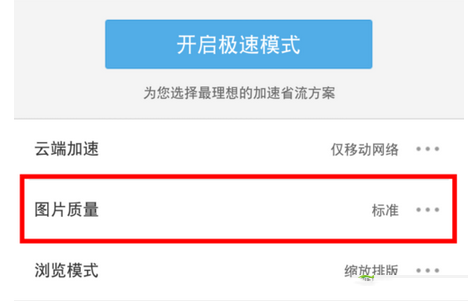 开启极速模式
为您选择最理想的加速省流方案
云端加速 仅移动网络
图片质量 标准
浏览模式 缩放排版